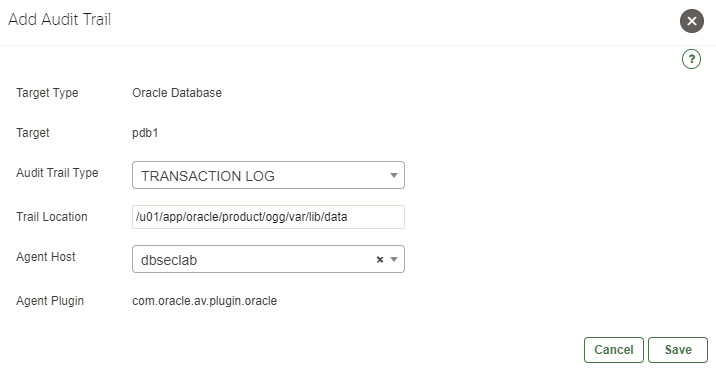 Add Audit Trail
?
Target Type Oracle Database
Target pdb1
Audit Trail Type TRANSACTION LOG
Trail Location /u01/app/oracle/product/ogg/var/lib/data
Agent Host dbseclab
Agent Plugin com.oracle.av.plugin.oracle
Cancel Save